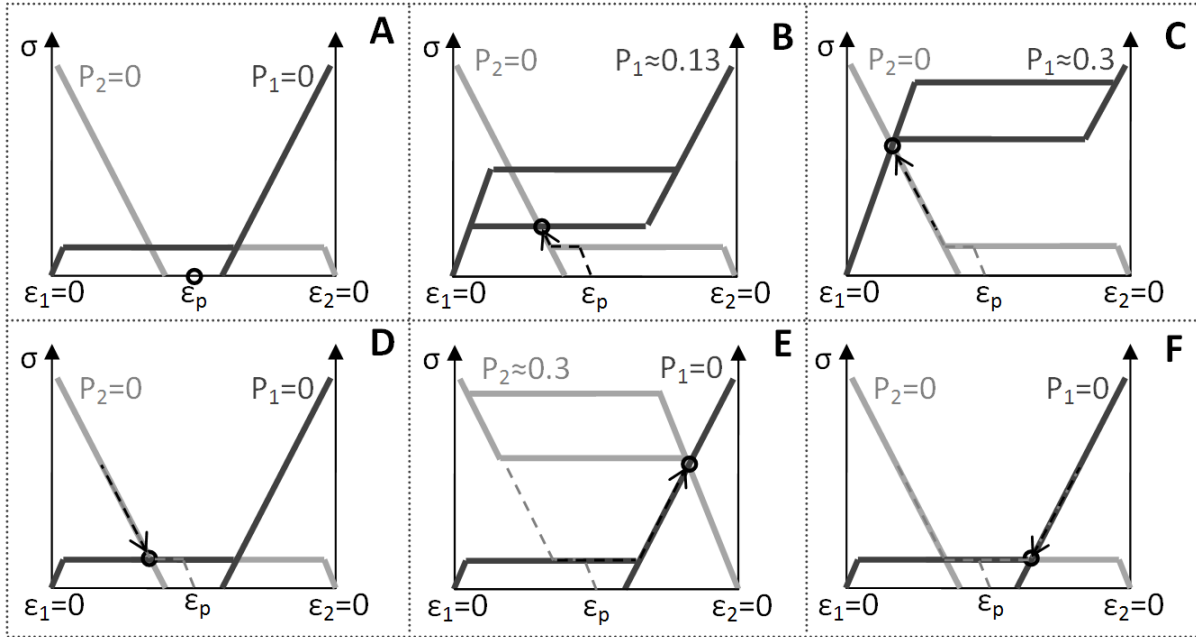 A
B
C
σ
P₂=0
P₁=0
σ
P₂=0
P₁≈0.13
σ
P₂=0
P₁≈0.3
ε₁=0
εₚ
ε₂=0
ε₁=0
εₚ
ε₂=0
ε₁=0
εₚ
ε₂=0
D
E
F
σ
P₂=0
P₁=0
σ
P₂≈0.3
P₁=0
σ
P₂=0
P₁=0
ε₁=0
εₚ
ε₂=0
ε₁=0
εₚ
ε₂=0
ε₁=0
εₚ
ε₂=0